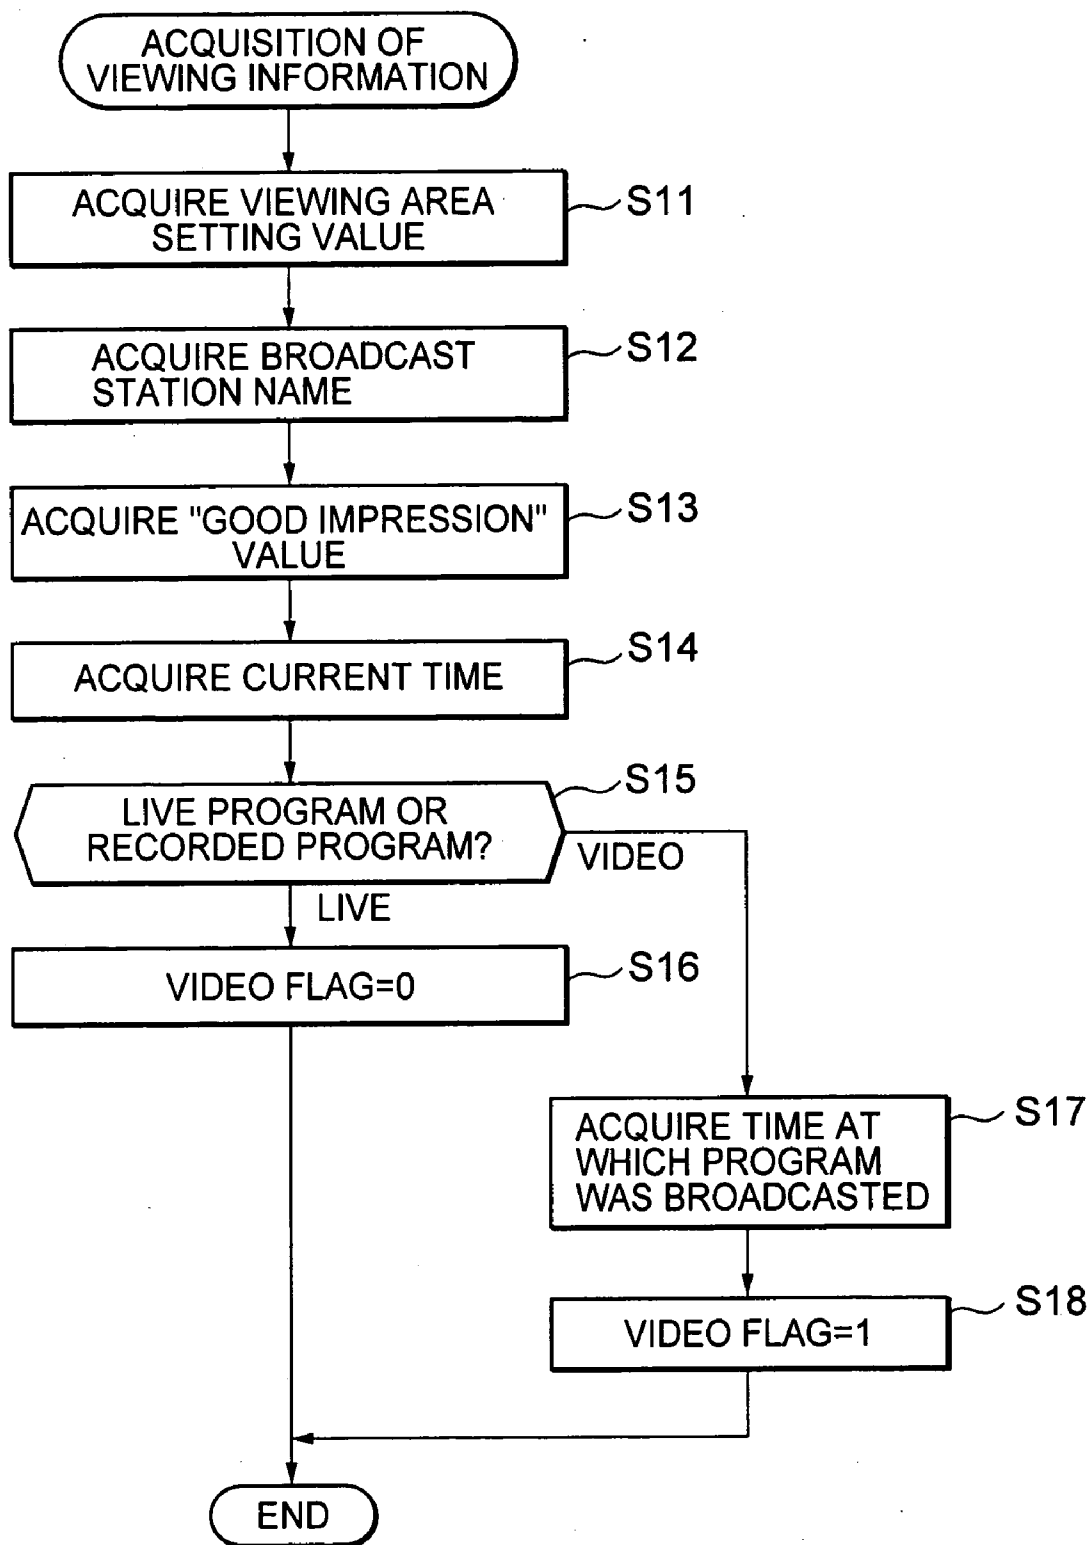 ACQUISITION OF
VIEWING INFORMATION
ACQUIRE VIEWING AREA
SETTING VALUE
S11
ACQUIRE BROADCAST
STATION NAME
S12
ACQUIRE "GOOD IMPRESSION"
VALUE
S13
ACQUIRE CURRENT TIME
S14
LIVE PROGRAM OR
RECORDED PROGRAM?
S15
VIDEO
LIVE
VIDEO FLAG=0
S16
ACQUIRE TIME AT
WHICH PROGRAM
WAS BROADCASTED
S17
VIDEO FLAG=1
S18
END